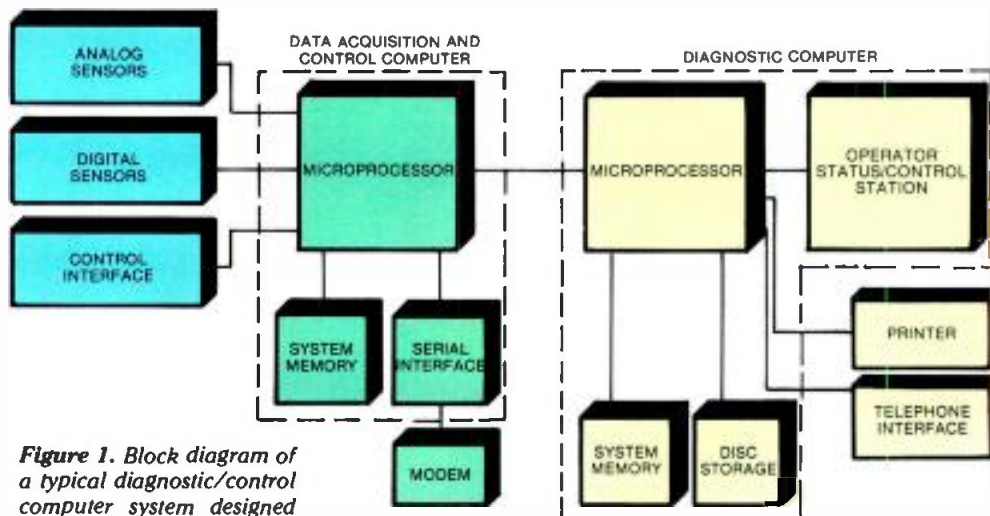 ANALOG
SENSORS
DIGITAL
SENSORS
CONTROL
INTERFACE
DATA ACQUISITION AND
CONTROL COMPUTER
MICROPROCESSOR
SYSTEM
MEMORY
SERIAL
INTERFACE
MODEM
DIAGNOSTIC COMPUTER
MICROPROCESSOR
OPERATOR
STATUS/CONTROL
STATION
SYSTEM
MEMORY
DISC
STORAGE
PRINTER
TELEPHONE
INTERFACE
Figure 1. Block diagram of
a typical diagnostic/control
computer system designed